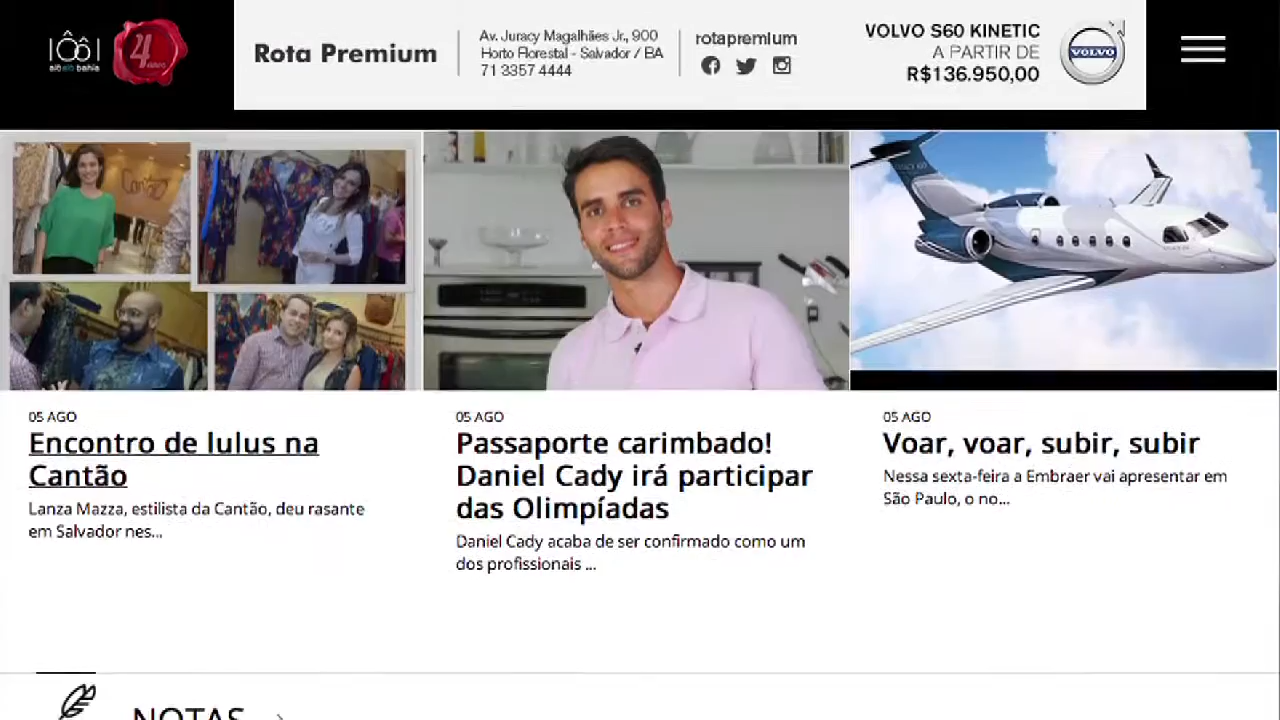 alô alô bahia
Rota Premium
Av. Juracy Magalhães Jr., 900
Horto Florestal - Salvador / BA
71 3357 4444
rotapremium
VOLVO S60 KINETIC
A PARTIR DE
R$136.950,00
VOLVO
Cantão
05 AGO
Encontro de lulus na
Cantão
Lanza Mazza, estilista da Cantão, deu rasante
em Salvador nes...
05 AGO
Passaporte carimbado!
Daniel Cady irá participar
das Olimpíadas
Daniel Cady acaba de ser confirmado como um
dos profissionais ...
05 AGO
Voar, voar, subir, subir
Nessa sexta-feira a Embraer vai apresentar em
São Paulo, o no...
NOTAS